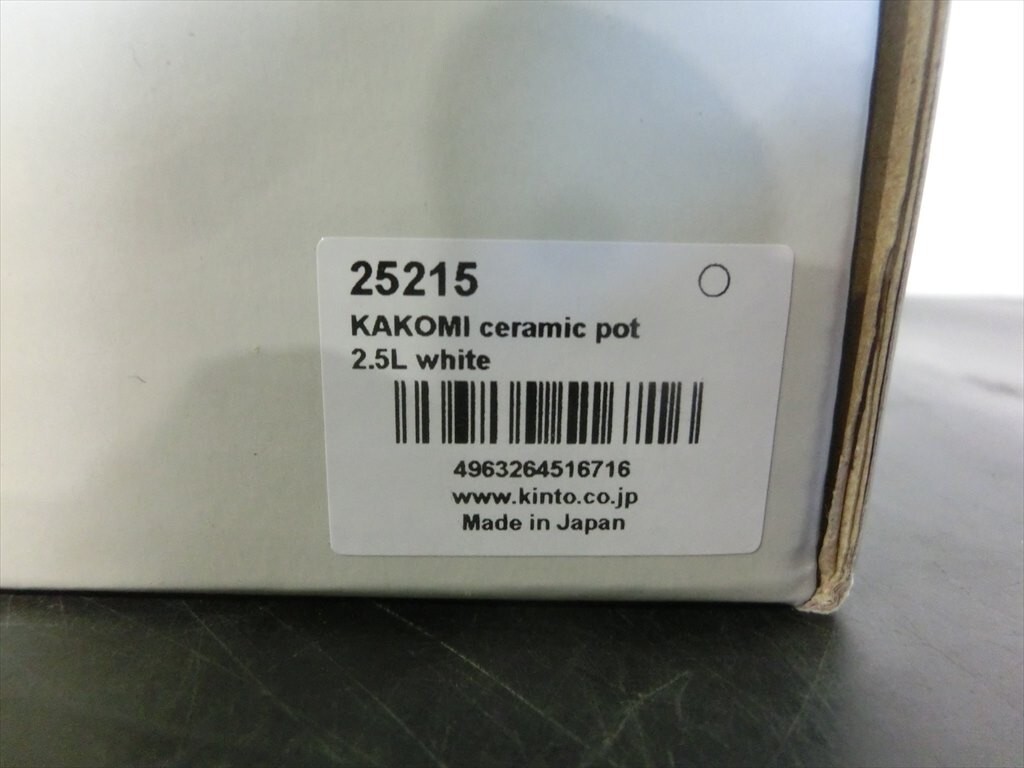 25215
KAKOMI ceramic pot
2.5L white
4963264516716
www.kinto.co.jp
Made in Japan